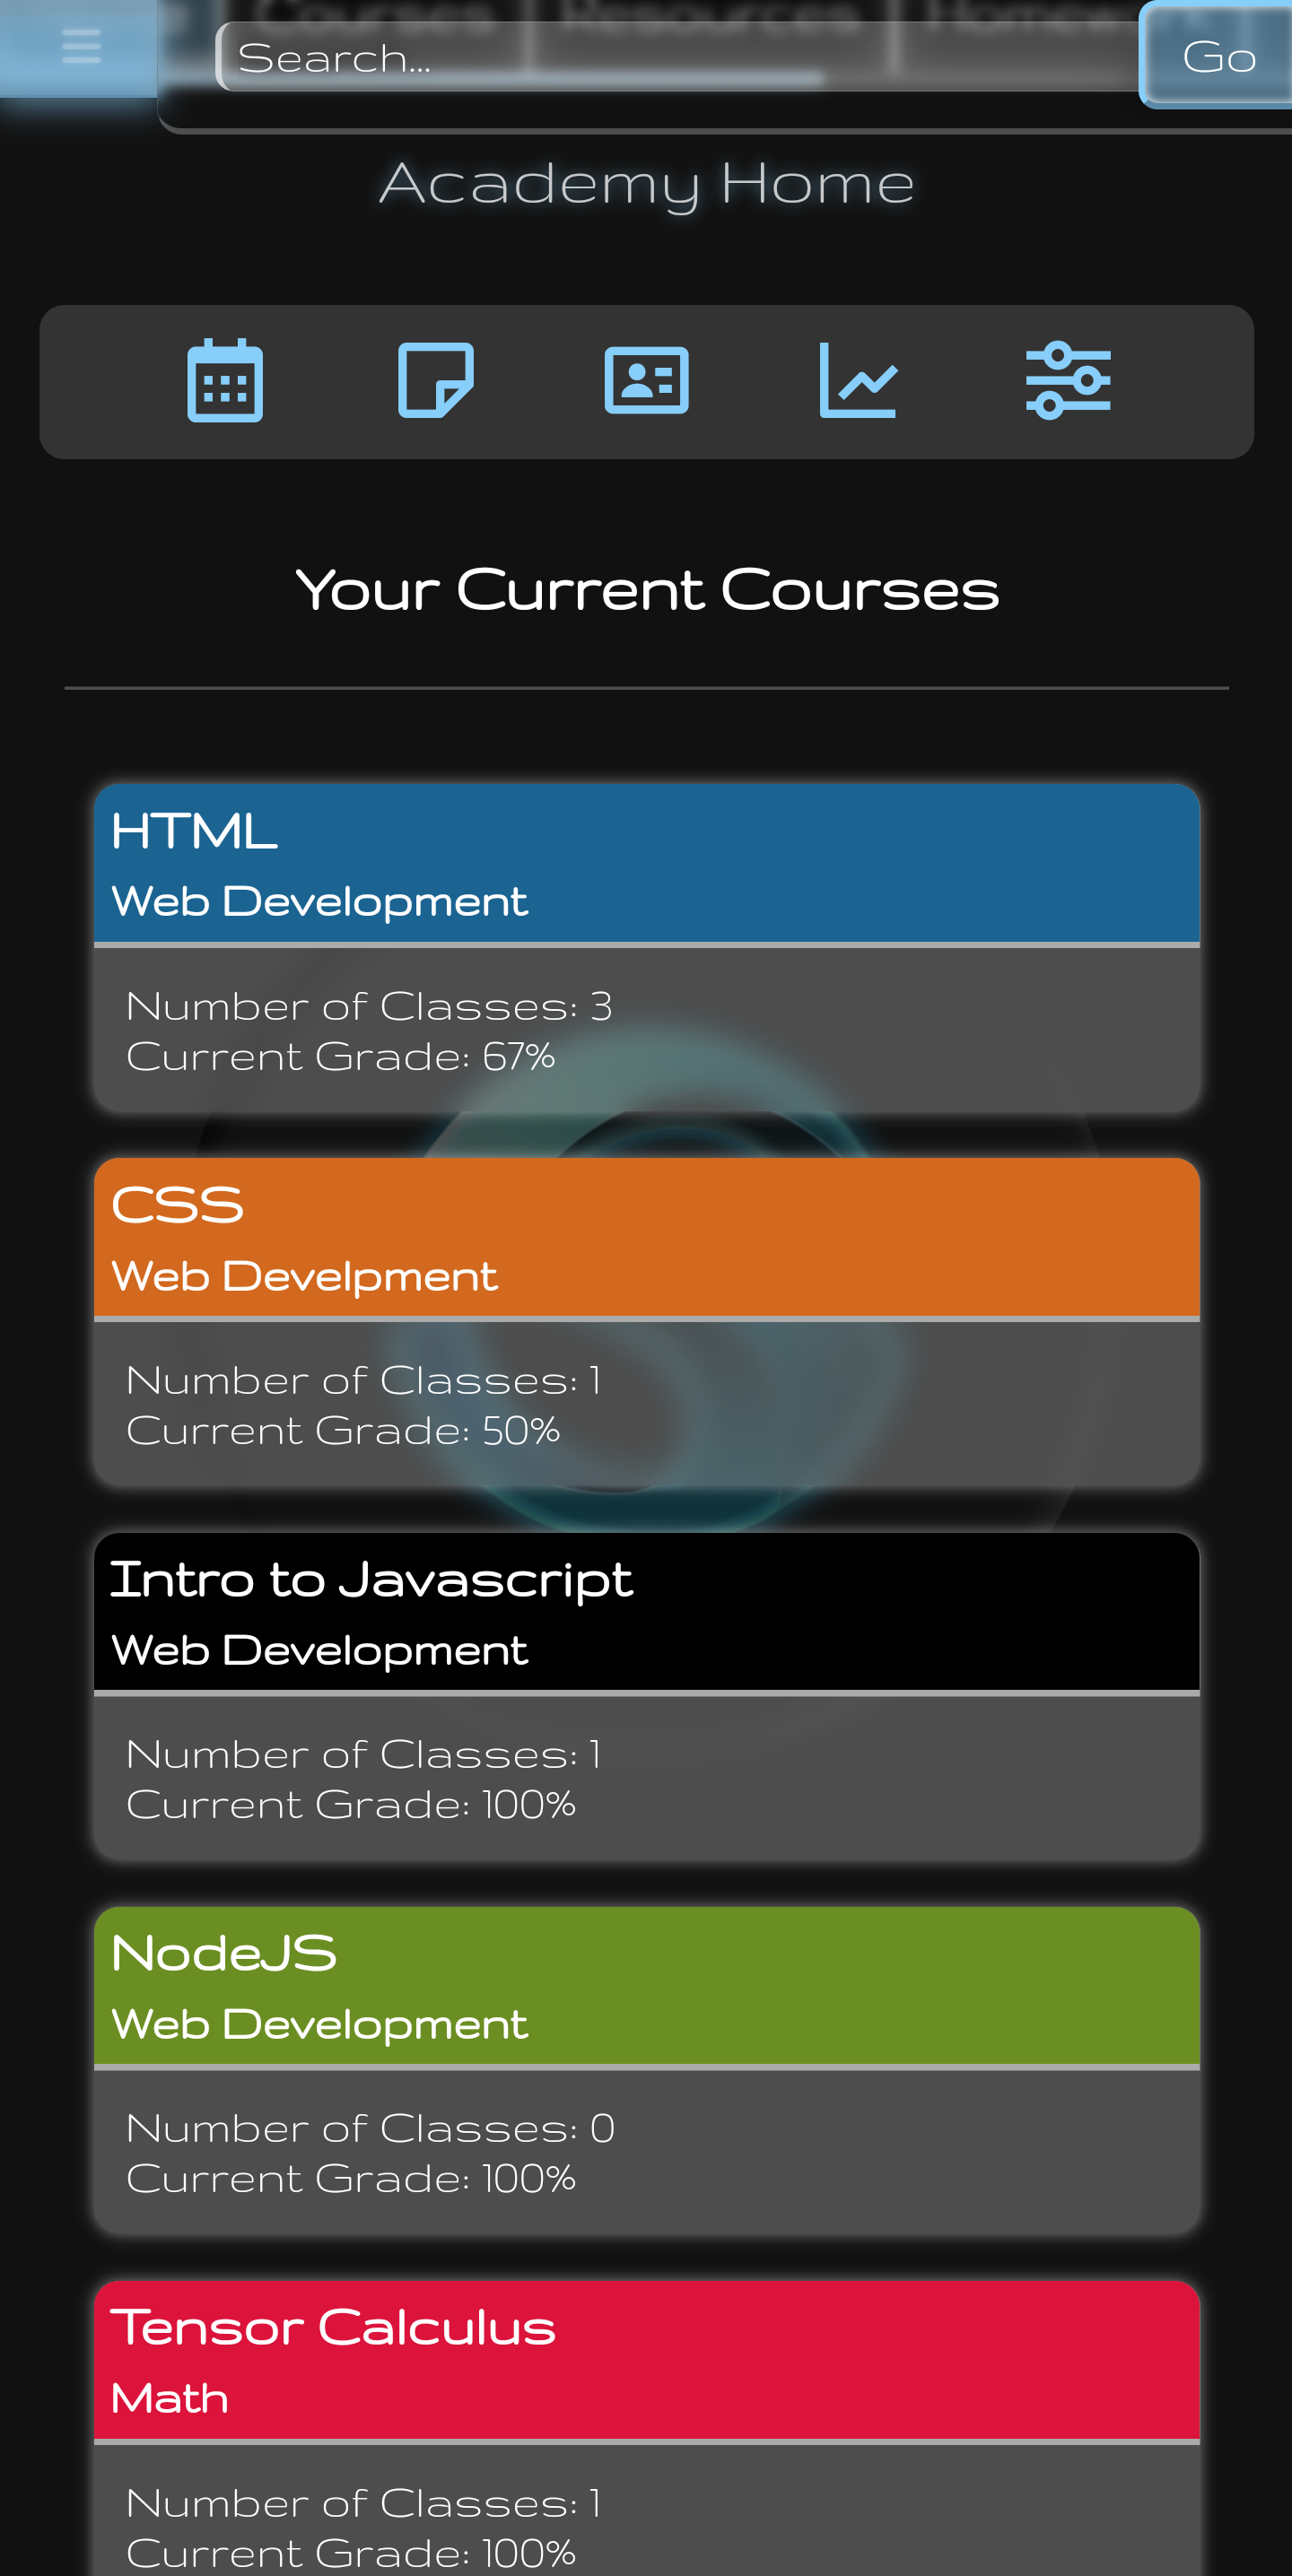 Courses Resources Homework
Search...
Go
Academy Home
Your Current Courses
HTML
Web Development
Number of Classes: 3
Current Grade: 67%
CSS
Web Develpment
Number of Classes: 1
Current Grade: 50%
Intro to Javascript
Web Development
Number of Classes: 1
Current Grade: 100%
NodeJS
Web Development
Number of Classes: 0
Current Grade: 100%
Tensor Calculus
Math
Number of Classes: 1
Current Grade: 100%